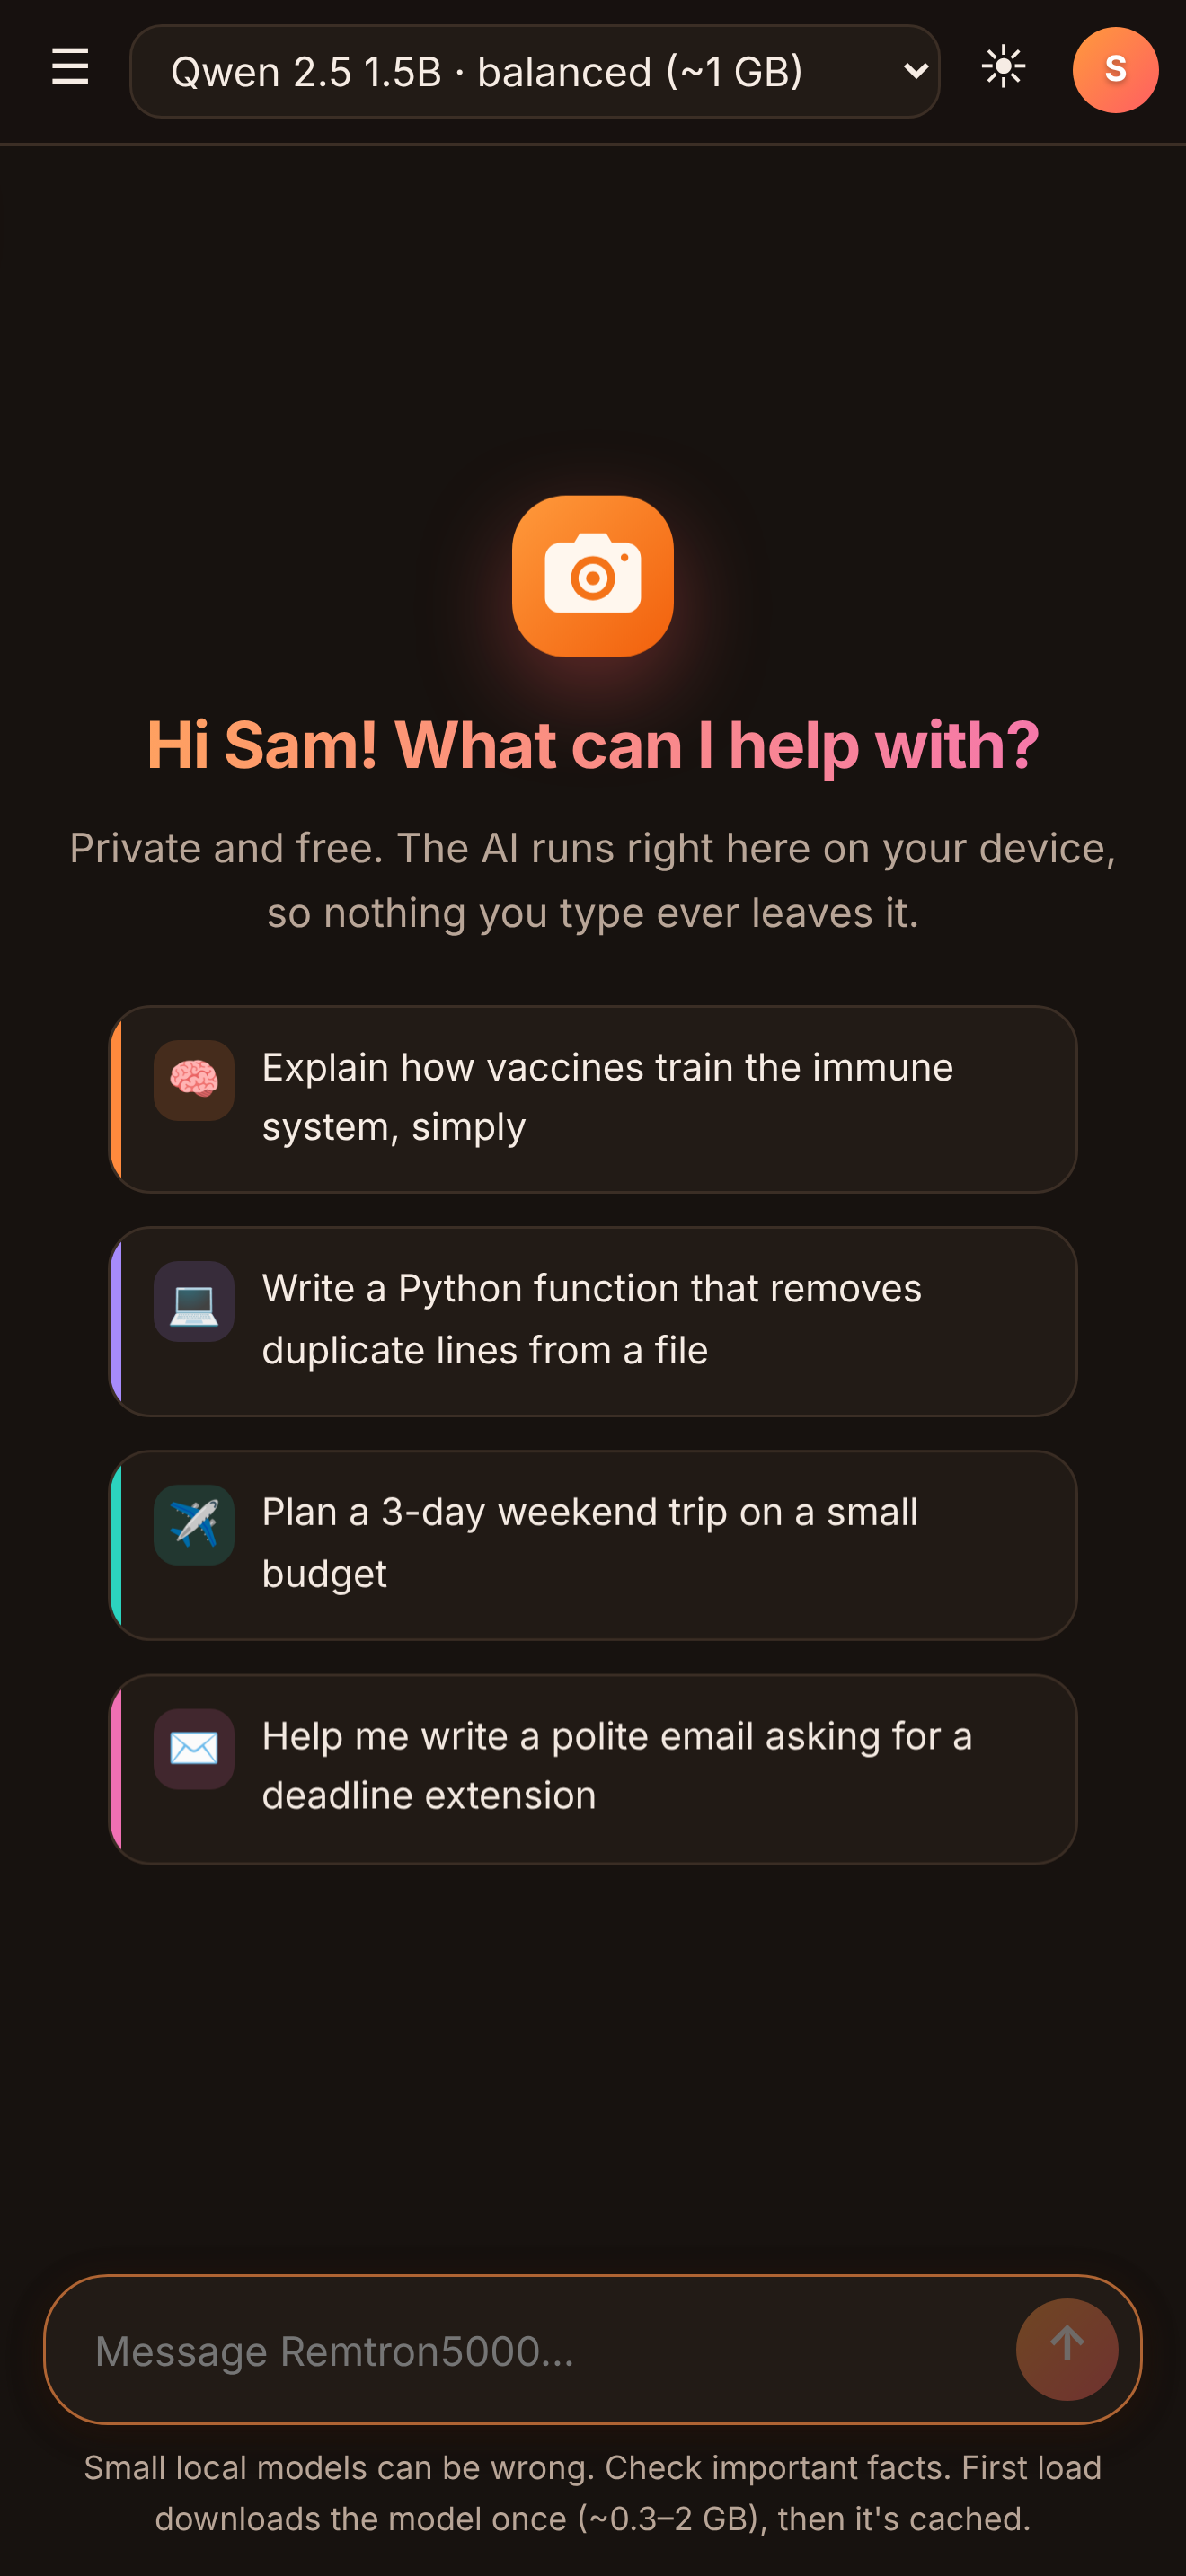 Qwen 2.5 1.5B · balanced (~1 GB)
S
Hi Sam! What can I help with?
Private and free. The AI runs right here on your device,
so nothing you type ever leaves it.
Explain how vaccines train the immune
system, simply
Write a Python function that removes
duplicate lines from a file
Plan a 3-day weekend trip on a small
budget
Help me write a polite email asking for a
deadline extension
Message Remtron5000...
Small local models can be wrong. Check important facts. First load
downloads the model once (~0.3–2 GB), then it's cached.